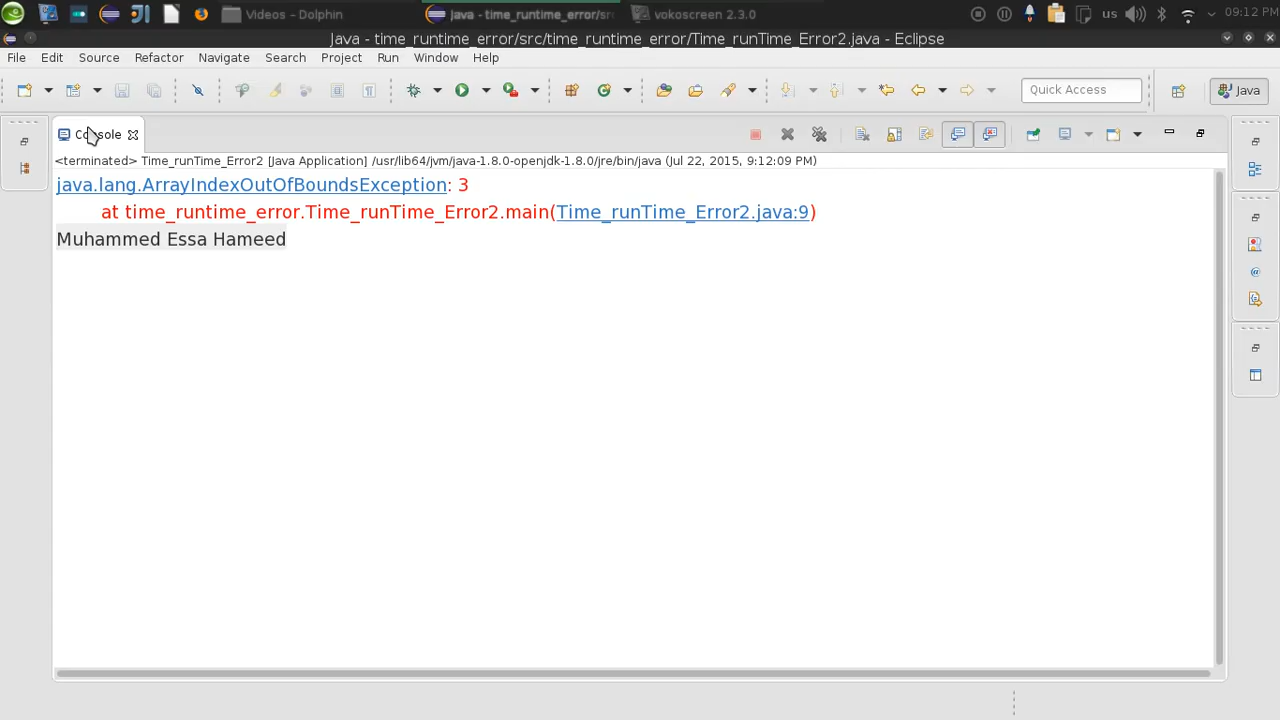 Videos – Dolphin
java - time_runtime_error/sr
vokoscreen 2.3.0
us
09:12 PM
Java - time_runtime_error/src/time_runtime_error/Time_runTime_Error2.java - Eclipse
File Edit Source Refactor Navigate Search Project Run Window Help
Quick Access
Java
Console
<terminated> Time_runTime_Error2 [Java Application] /usr/lib64/jvm/java-1.8.0-openjdk-1.8.0/jre/bin/java (Jul 22, 2015, 9:12:09 PM)
java.lang.ArrayIndexOutOfBoundsException: 3
at time_runtime_error.Time_runTime_Error2.main(Time_runTime_Error2.java:9)
Muhammed Essa Hameed